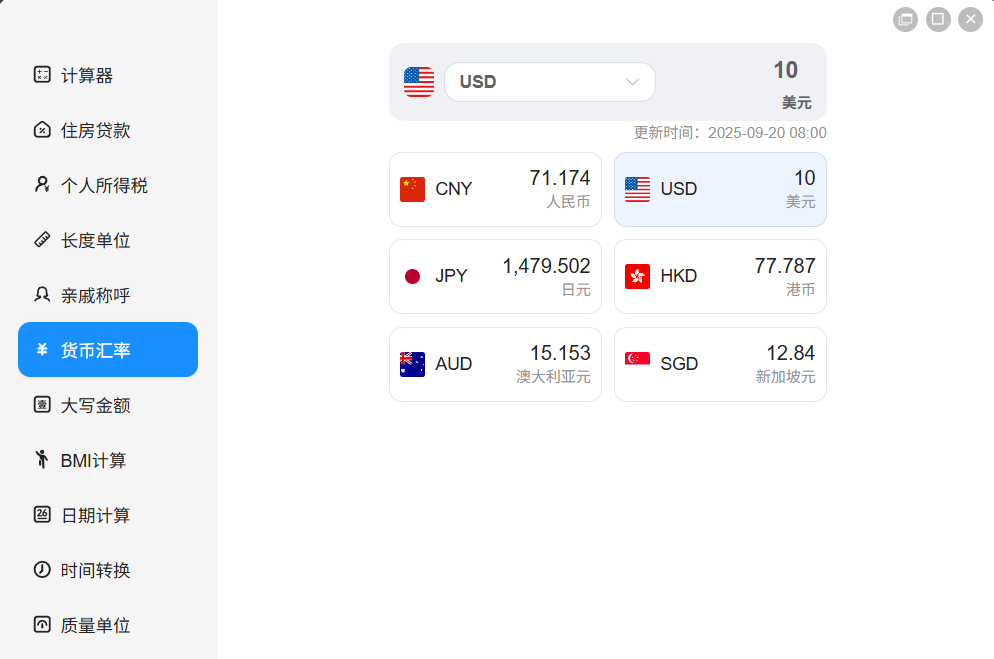 计算器
住房贷款
个人所得税
长度单位
亲戚称呼
货币汇率
大写金额
BMI计算
日期计算
时间转换
质量单位
USD
10
美元
更新时间：2025-09-20 08:00
CNY 71.174
人民币
USD 10
美元
JPY 1,479.502
日元
HKD 77.787
港币
AUD 15.153
澳大利亚元
SGD 12.84
新加坡元